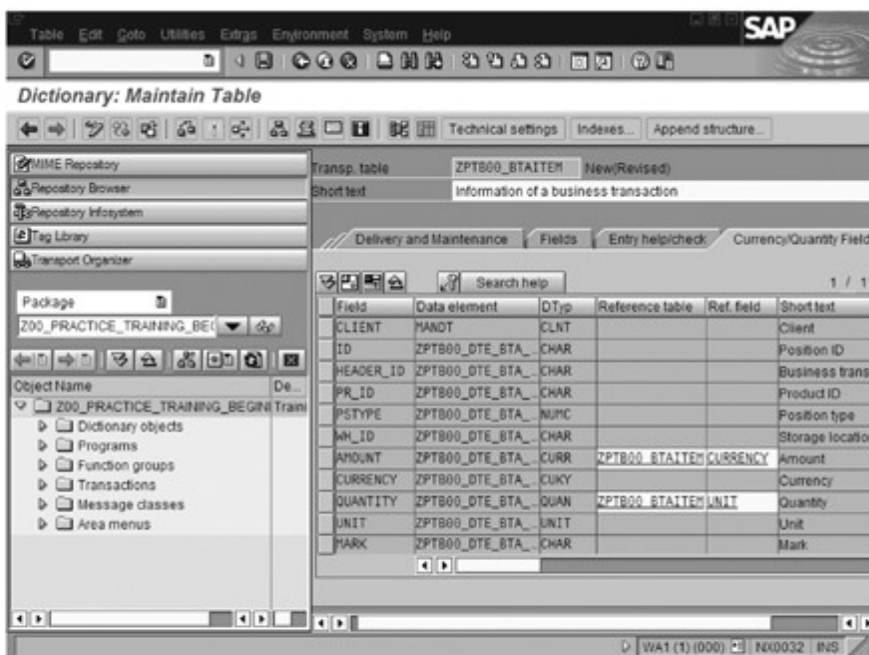 Table Edit Goto Utilities Extras Environment System Help
SAP
Dictionary: Maintain Table
Technical settings Indexes... Append structure...
MIME Repository
Repository Browser
Repository Infosystem
Tag Library
Transport Organizer
Package
Z00_PRACTICE_TRAINING_BE(
Object Name De...
Z00_PRACTICE_TRAINING_BEGIN Traini
Dictionary objects
Programs
Function groups
Transactions
Message classes
Area menus
Transp. table ZPTB00_BTAITEM New(Revised)
Short text Information of a business transaction
Delivery and Maintenance Fields Entry help/check Currency/Quantity Field
Search help 1 / 1
Field Data element DTyp Reference table Ref. field Short text
CLIENT MANDT CLNT Client
ID ZPTB00_DTE_BTA_.. CHAR Position ID
HEADER_ID ZPTB00_DTE_BTA_.. CHAR Business trans
PR_ID ZPTB00_DTE_BTA_.. CHAR Product ID
PSTYPE ZPTB00_DTE_BTA_.. NUMC Position type
WH_ID ZPTB00_DTE_BTA_.. CHAR Storage locatio
AMOUNT ZPTB00_DTE_BTA_.. CURR ZPTB00_BTAITEM CURRENCY Amount
CURRENCY ZPTB00_DTE_BTA_.. CUKY Currency
QUANTITY ZPTB00_DTE_BTA_.. QUAN ZPTB00_BTAITEM UNIT Quantity
UNIT ZPTB00_DTE_BTA_.. UNIT Unit
MARK ZPTB00_DTE_BTA_.. CHAR Mark
WA1 (1) (000) NX0032 INS